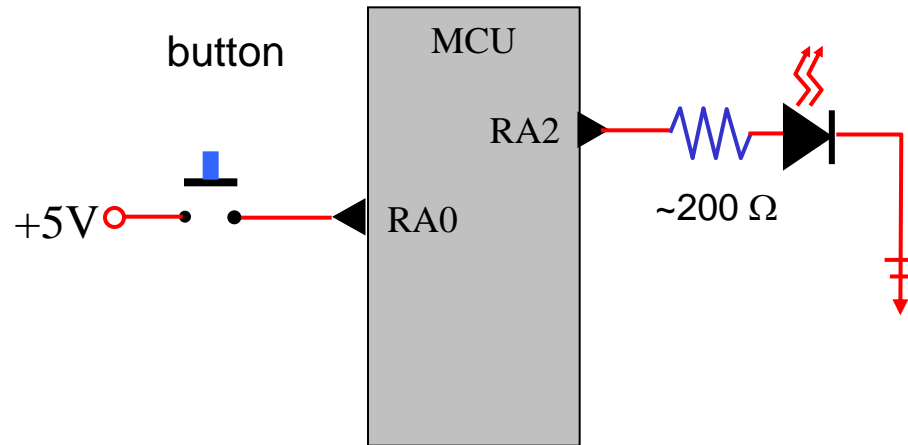 MCU
button
RA2
~200 Ω
+5V
RA0